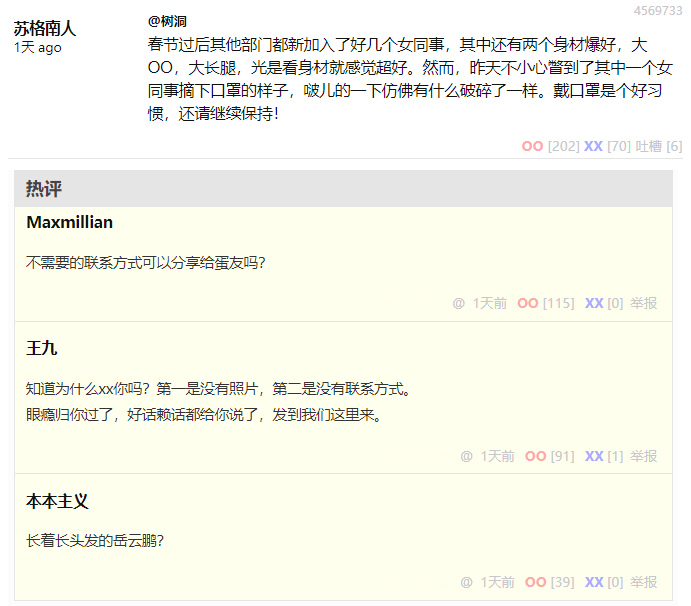 4569733
苏格南人
1天 ago
@树洞
春节过后其他部门都新加入了好几个女同事，其中还有两个身材爆好，大
OO，大长腿，光是看身材就感觉超好。然而，昨天不小心瞥到了其中一个女
同事摘下口罩的样子，啵儿的一下仿佛有什么破碎了一样。戴口罩是个好习
惯，还请继续保持！
OO [202] XX [70] 吐槽 [6]
热评
Maxmillian
不需要的联系方式可以分享给蛋友吗？
@ 1天前 OO [115] XX [0] 举报
王九
知道为什么xx你吗？第一是没有照片，第二是没有联系方式。
眼瘾归你过了，好话赖话都给你说了，发到我们这里来。
@ 1天前 OO [91] XX [1] 举报
本本主义
长着长头发的岳云鹏？
@ 1天前 OO [39] XX [0] 举报